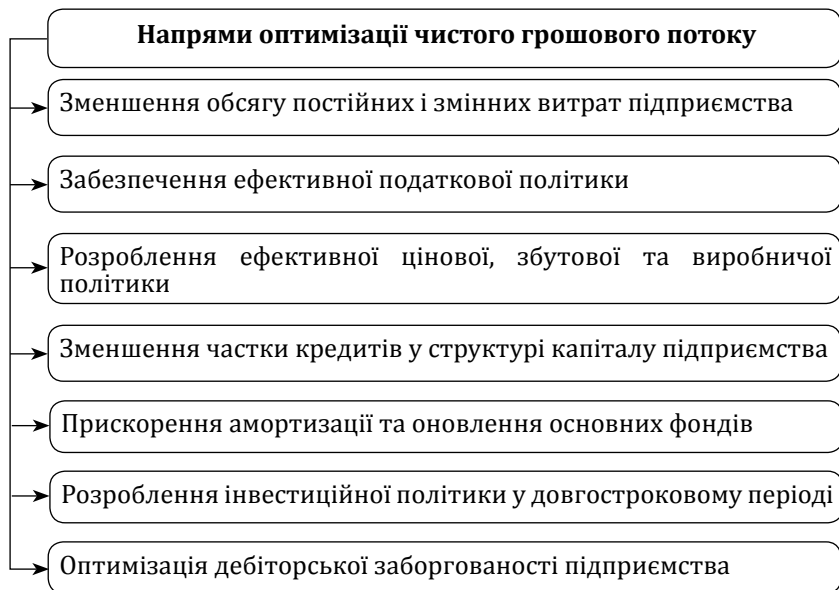 Напрями оптимізації чистого грошового потоку
Зменшення обсягу постійних і змінних витрат підприємства
Забезпечення ефективної податкової політики
Розроблення ефективної цінової, збутової та виробничої
політики
Зменшення частки кредитів у структурі капіталу підприємства
Прискорення амортизації та оновлення основних фондів
Розроблення інвестиційної політики у довгостроковому періоді
Оптимізація дебіторської заборгованості підприємства